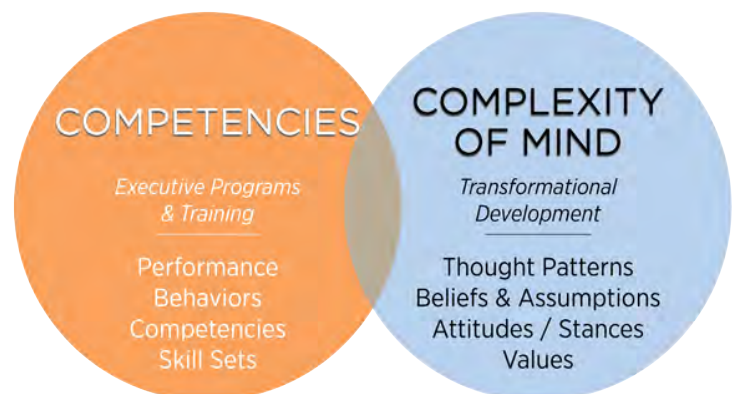 COMPETENCIES
Executive Programs
& Training
Performance
Behaviors
Competencies
Skill Sets
COMPLEXITY
OF MIND
Transformational
Development
Thought Patterns
Beliefs & Assumptions
Attitudes / Stances
Values